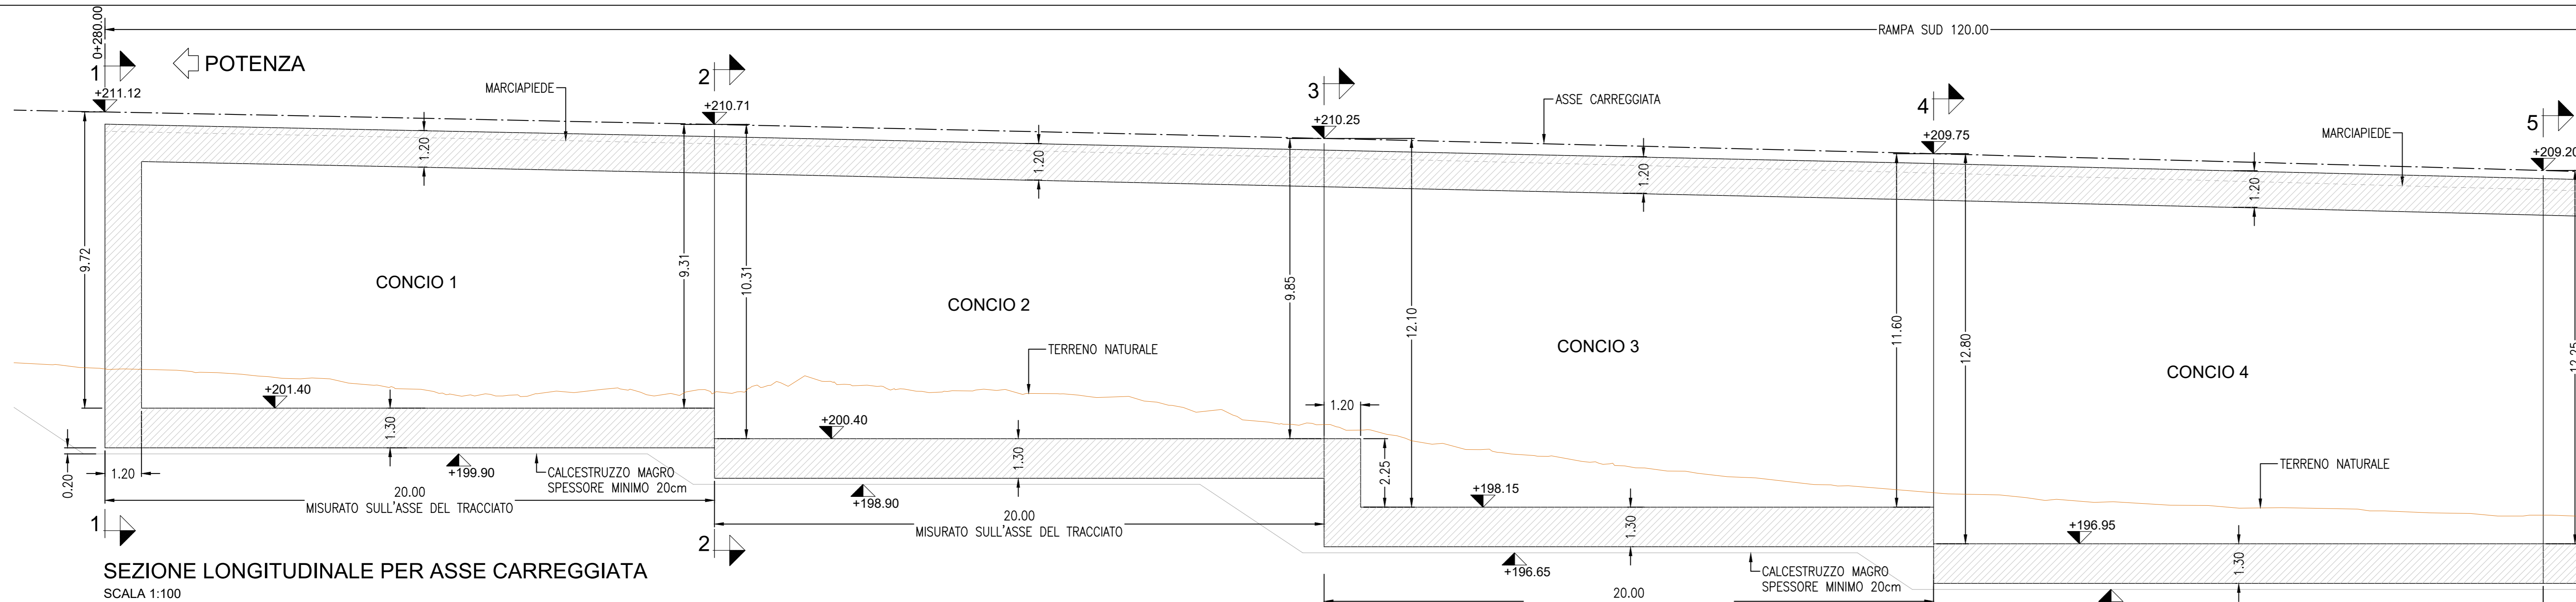 RAMPA SUD 120.00
0+280.00
POTENZA
1
2
3
4
5
+211.12
+210.71
+210.25
+209.75
+209.20
MARCIAPIEDE
ASSE CARREGGIATA
MARCIAPIEDE
1.20
1.20
1.20
1.20
9.72
9.31
10.31
9.85
12.10
11.60
12.80
12.25
CONCIO 1
CONCIO 2
CONCIO 3
CONCIO 4
TERRENO NATURALE
TERRENO NATURALE
+201.40
+200.40
+198.15
+196.95
1.30
1.30
1.30
1.30
1.20
2.25
0.20
1.20
+199.90
+198.90
+196.65
CALCESTRUZZO MAGRO
SPESSORE MINIMO 20cm
CALCESTRUZZO MAGRO
SPESSORE MINIMO 20cm
20.00
MISURATO SULL'ASSE DEL TRACCIATO
20.00
MISURATO SULL'ASSE DEL TRACCIATO
20.00
1
2
SEZIONE LONGITUDINALE PER ASSE CARREGGIATA
SCALA 1:100